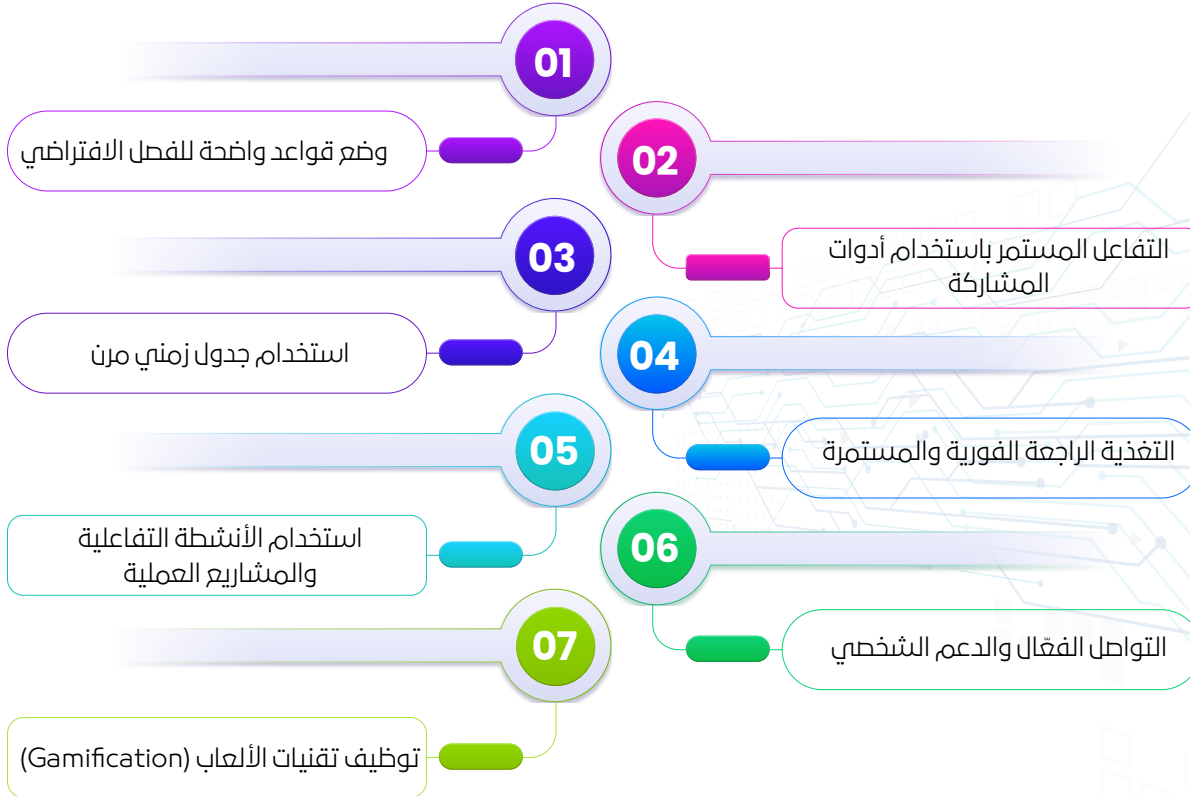 01
وضع قواعد واضحة للفصل الافتراضي
02
التفاعل المستمر باستخدام أدوات
المشاركة
03
استخدام جدول زمني مرن
04
التغذية الراجعة الفورية والمستمرة
05
استخدام الأنشطة التفاعلية
والمشاريع العملية
06
التواصل الفعّال والدعم الشخصي
07
توظيف تقنيات الألعاب (Gamification)